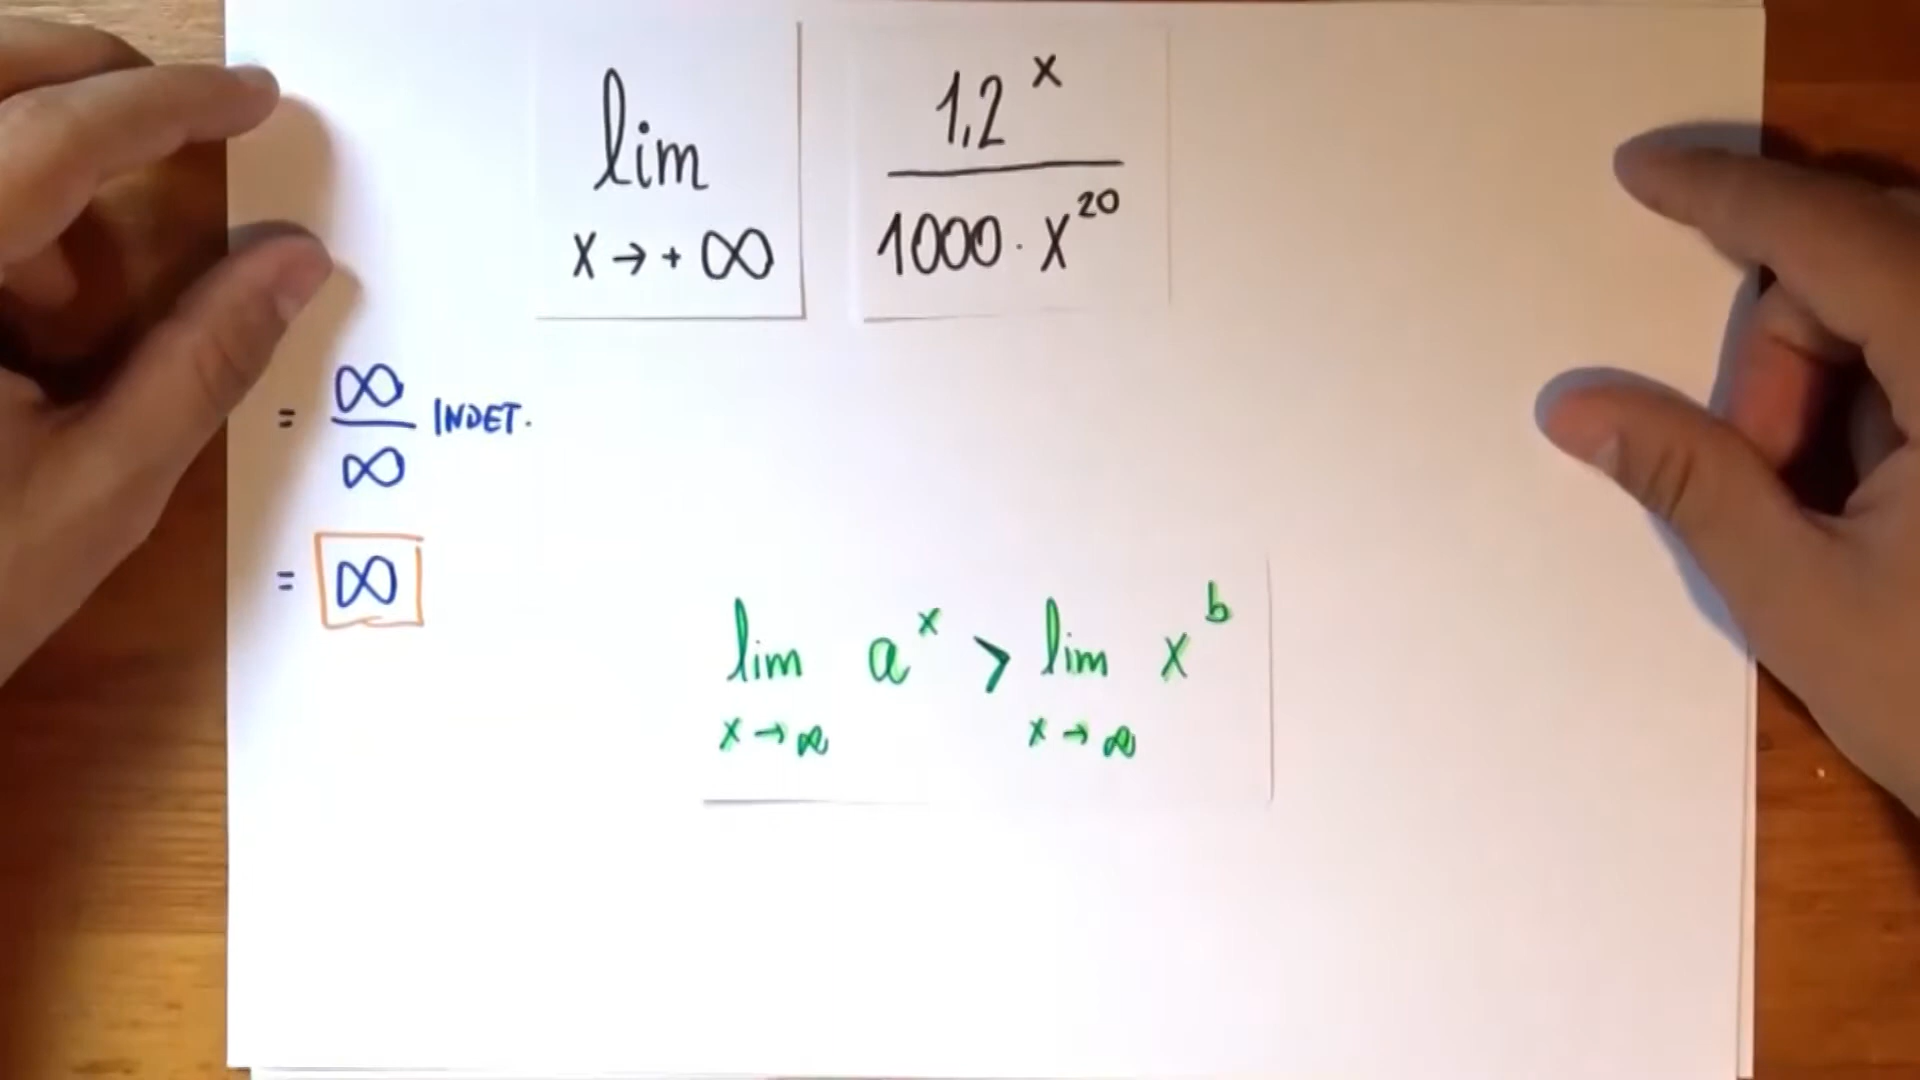 lim 1,2^x
x → + ∞ 1000 · x^20
= ∞/∞ INDET.
= ∞
lim a^x > lim x^b
x → ∞ x → ∞